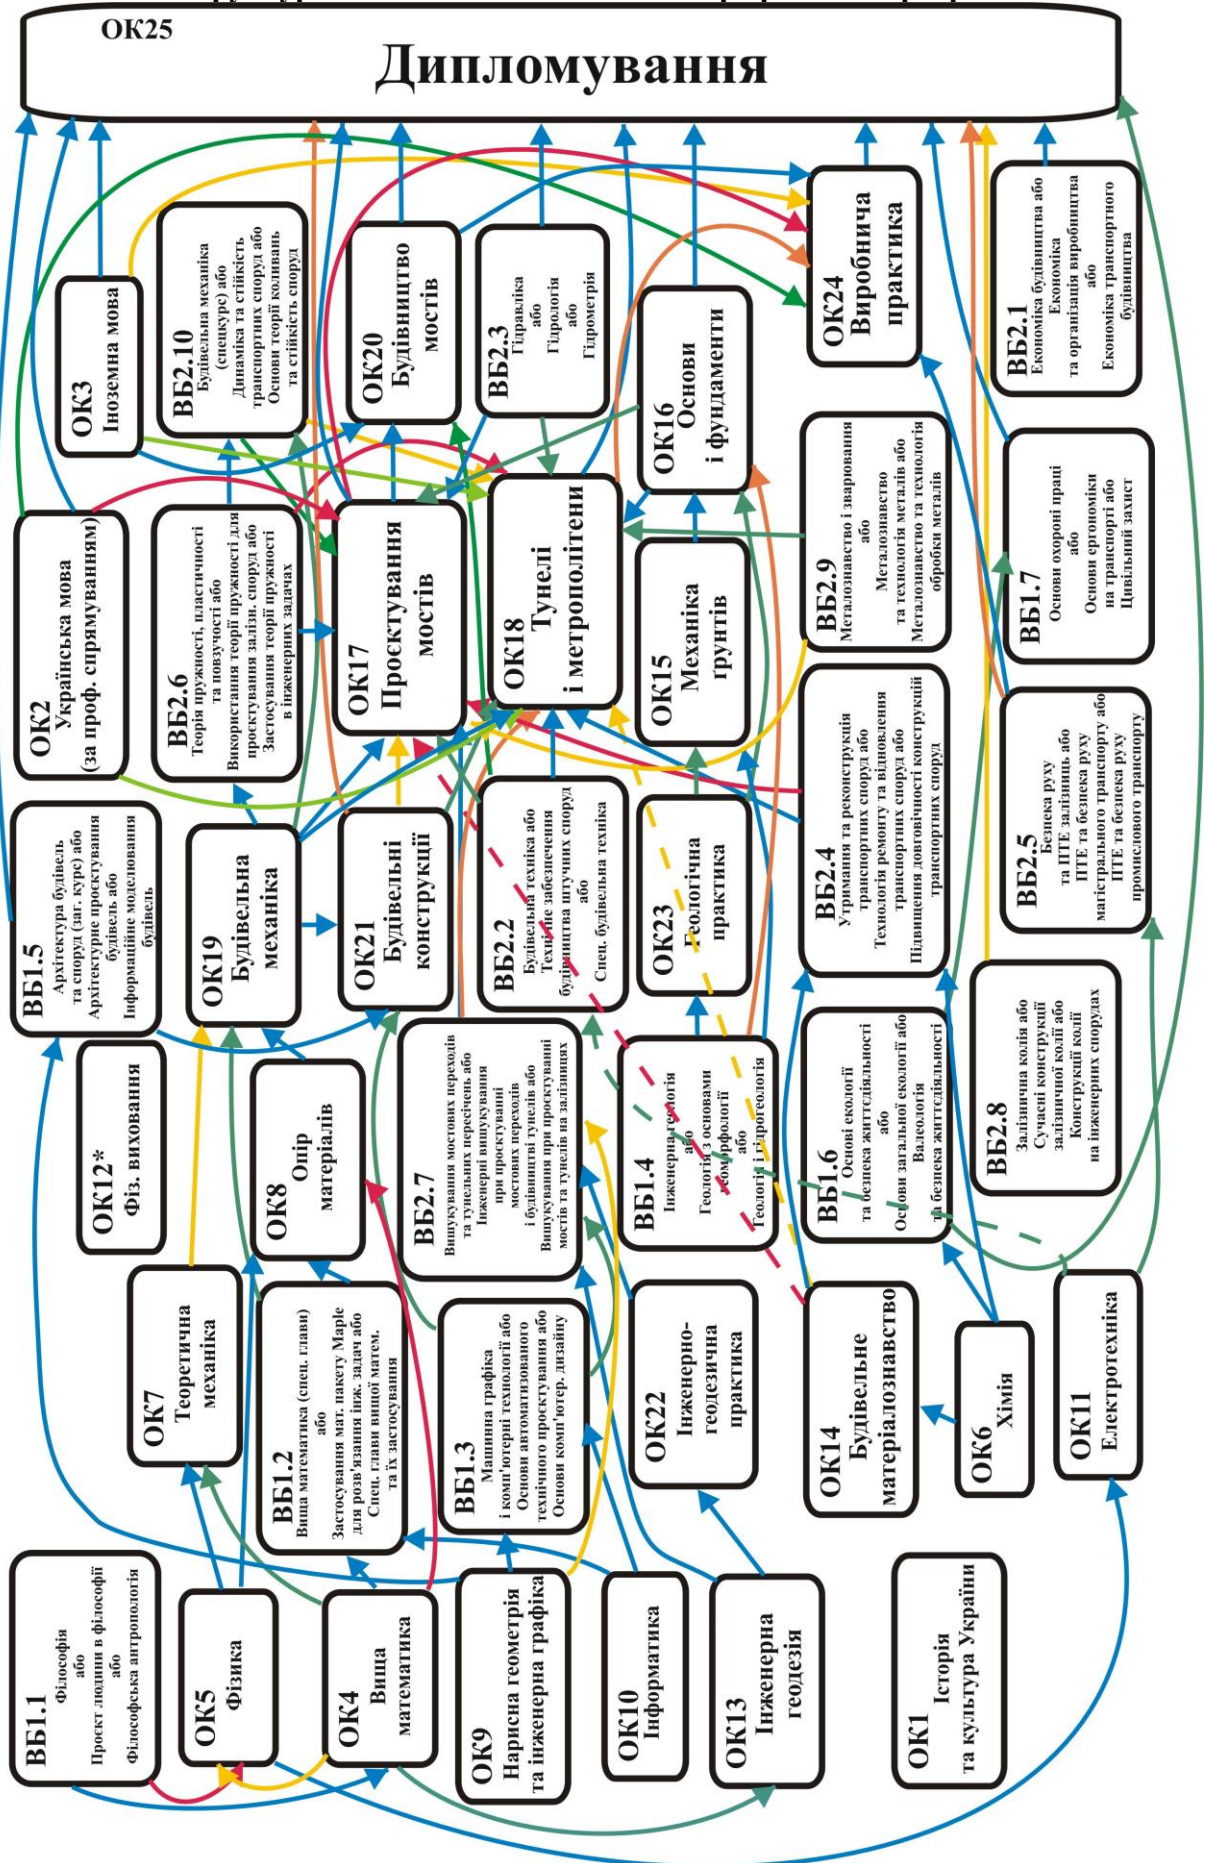 ОК25
Дипломування
ОК3
Іноземна мова
ВБ2.10
Будівельна механіка
(спецкурс) або
Динаміка та стійкість
транспортних споруд або
Основи теорії коливань
та стійкість споруд
ОК20
Будівництво
мостів
ВБ2.3
Гідравліка
або
Гідрологія
або
Гідрометрія
ОК16
Основи
і фундаменти
ОК24
Виробнича
практика
ВБ2.1
Економіка будівництва або
Економіка
та організація виробництва
або
Економіка транспортного
будівництва
ОК2
Українська мова
(за проф. спрямуванням)
ВБ2.6
Теорія пружності, пластичності
та повзучості або
Використання теорії пружності для
проєктування залізн. споруд або
Застосування теорії пружності
в інженерних задачах
ОК17
Проєктування
мостів
ОК18
Тунелі
і метрополітени
ОК15
Механіка
ґрунтів
ВБ2.9
Металознавство і зварювання
або
Металознавство
та технологія металів або
Металознавство та технологія
обробки металів
ВБ1.7
Основи охорони праці
або
Основи ергономіки
на транспорті або
Цивільний захист
ВБ1.5
Архітектура будівель
та споруд (заг. курс) або
Архітектурне проєктування
будівель або
Інформаційне моделювання
будівель
ОК19
Будівельна
механіка
ОК21
Будівельні
конструкції
ВБ2.2
Будівельна техніка або
Технічне забезпечення
будівництва штучних споруд
або
Спец. будівельна техніка
ОК23
Геологічна
практика
ВБ2.4
Утримання та реконструкція
транспортних споруд або
Технологія ремонту та відновлення
транспортних споруд або
Підвищення довговічності конструкцій
транспортних споруд
ВБ2.5
Безпека руху
та ПТЕ залізниць або
ПТЕ та безпека руху
магістрального транспорту або
ПТЕ та безпека руху
промислового транспорту
ОК12*
Фіз. виховання
ОК8
Опір
матеріалів
ВБ2.7
Вишукування мостових переходів
та тунельних пересічень або
Інженерні вишукування
при проєктуванні
мостових переходів
і будівництві тунелів або
Вишукування при проєктуванні
мостів та тунелів на залізницях
ВБ1.4
Інженерна геологія
або
Геологія з основами
геоморфології
або
Геологія і гідрогеологія
ВБ1.6
Основі екології
та безпека життєдіяльності
або
Основи загальної екології або
Валеологія
та безпека життєдіяльності
ВБ2.8
Залізнична колія або
Сучасні конструкції
залізничної колії або
Конструкції колії
на інженерних спорудах
ОК7
Теоретична
механіка
ВБ1.2
Вища математика (спец. глави)
або
Застосування мат. пакету Maple
для розв'язання інж. задач або
Спец. глави вищої матем.
та їх застосування
ВБ1.3
Машинна графіка
і комп'ютерні технології або
Основи автоматизованого
технічного проєктування або
Основи комп'ютер. дизайну
ОК22
Інженерно-
геодезична
практика
ОК14
Будівельне
матеріалознавство
ОК6
Хімія
ОК11
Електротехніка
ВБ1.1
Філософія
або
Проєкт людини в філософії
або
Філософська антропологія
ОК5
Фізика
ОК4
Вища
математика
ОК9
Нарисна геометрія
та інженерна графіка
ОК10
Інформатика
ОК13
Інженерна
геодезія
ОК1
Історія
та культура України